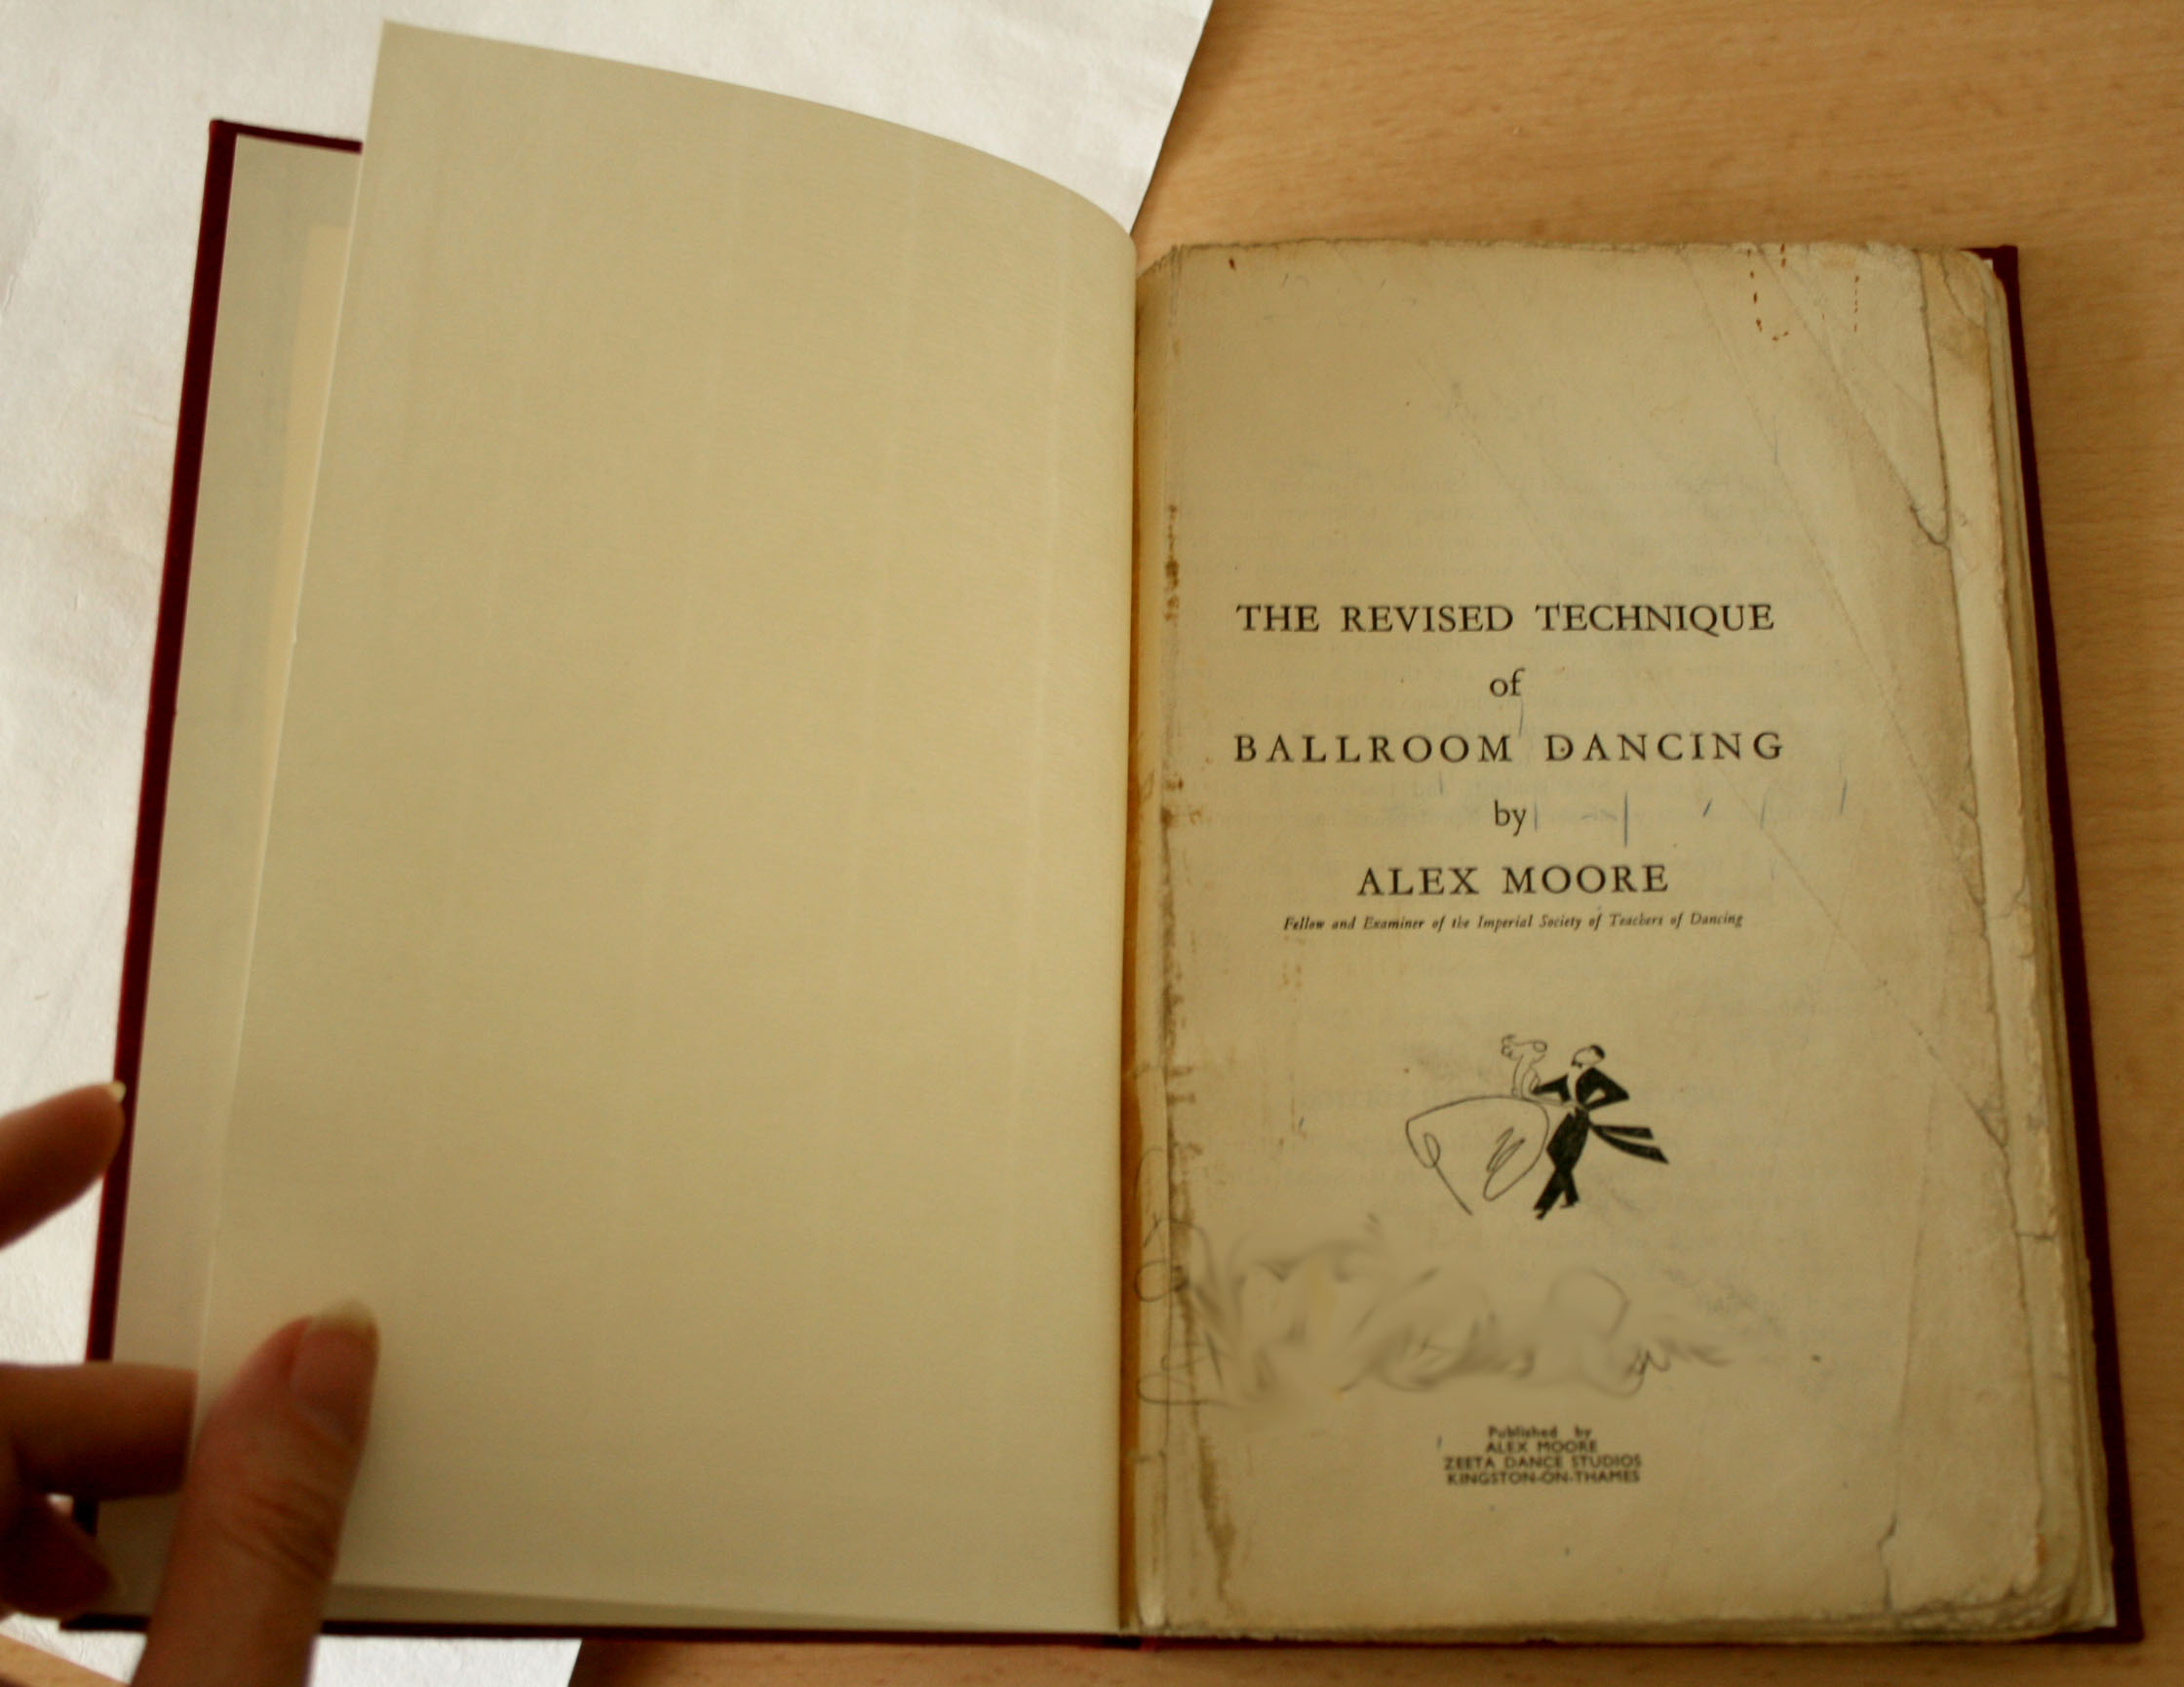 THE REVISED TECHNIQUE
of
BALLROOM DANCING
by
ALEX MOORE
Fellow and Examiner of the Imperial Society of Teachers of Dancing
Published by
ALEX MOORE
ZEETA DANCE STUDIOS
KINGSTON-ON-THAMES